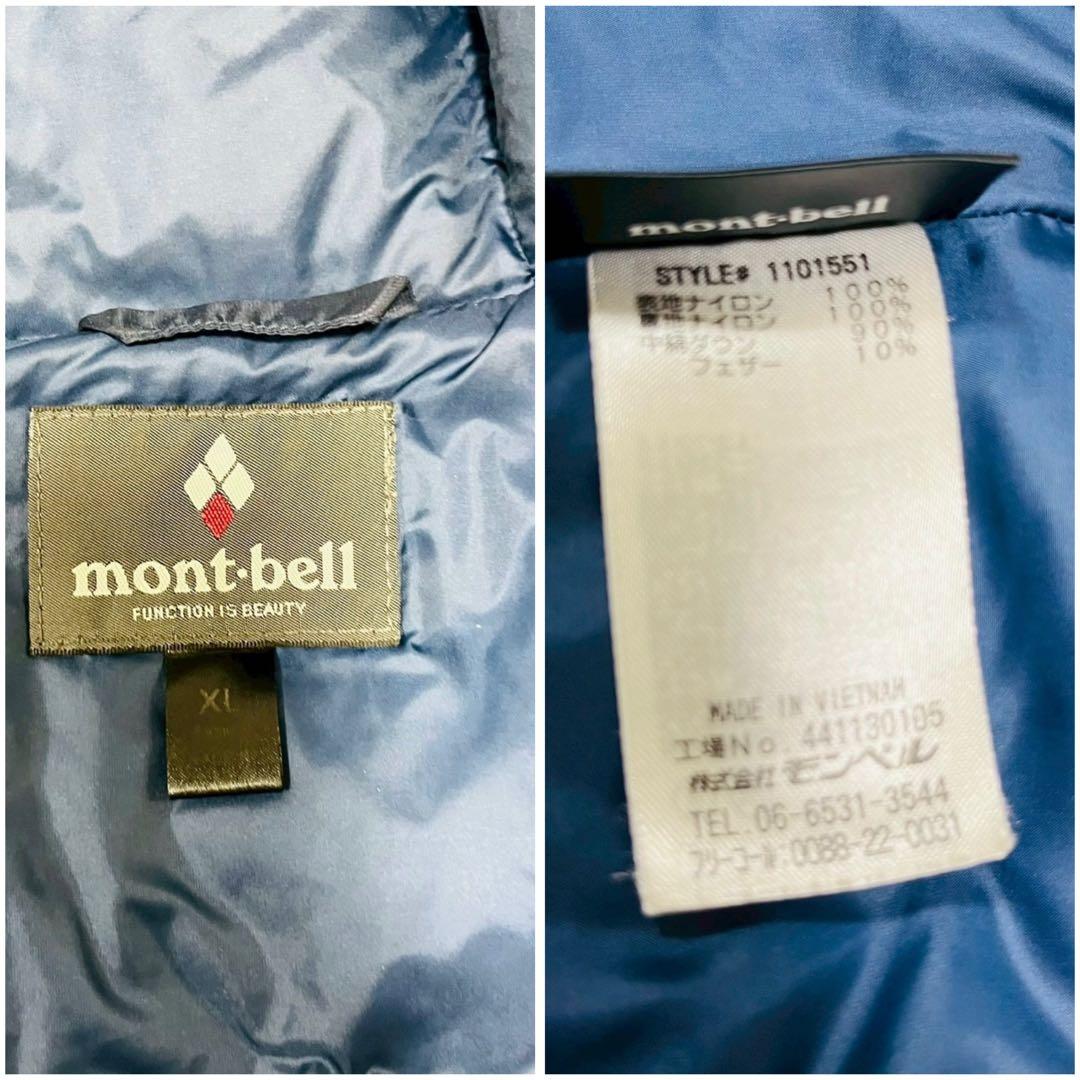 mont·bell
FUNCTION IS BEAUTY
XL
mont·bell
STYLE# 1101551
表地ナイロン 100%
裏地ナイロン 100%
中綿ダウン 90%
フェザー 10%
MADE IN VIETNAM
工場No. 441130105
株式会社モンベル
TEL. 06-6531-3544
フリーコール:0088-22-0031